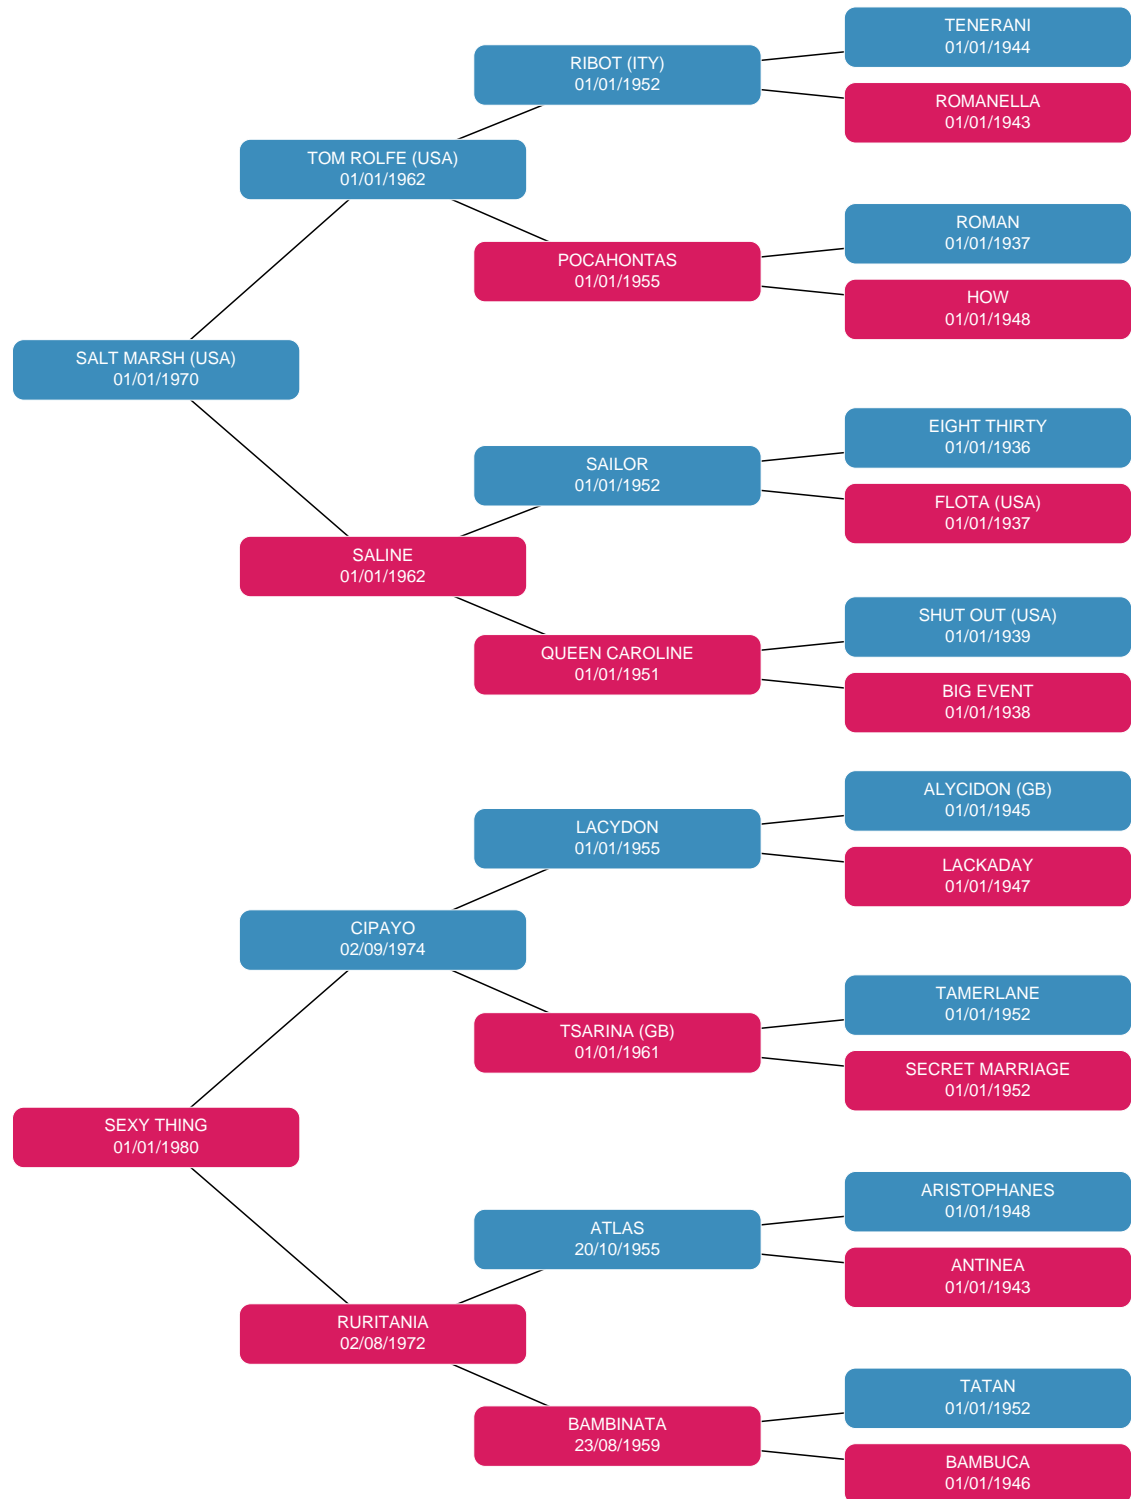 TENERANI
01/01/1944
RIBOT (ITY)
01/01/1952
ROMANELLA
01/01/1943
TOM ROLFE (USA)
01/01/1962
ROMAN
01/01/1937
POCAHONTAS
01/01/1955
HOW
01/01/1948
SALT MARSH (USA)
01/01/1970
EIGHT THIRTY
01/01/1936
SAILOR
01/01/1952
FLOTA (USA)
01/01/1937
SALINE
01/01/1962
SHUT OUT (USA)
01/01/1939
QUEEN CAROLINE
01/01/1951
BIG EVENT
01/01/1938
ALYCIDON (GB)
01/01/1945
LACYDON
01/01/1955
LACKADAY
01/01/1947
CIPAYO
02/09/1974
TAMERLANE
01/01/1952
TSARINA (GB)
01/01/1961
SECRET MARRIAGE
01/01/1952
SEXY THING
01/01/1980
ARISTOPHANES
01/01/1948
ATLAS
20/10/1955
ANTINEA
01/01/1943
RURITANIA
02/08/1972
TATAN
01/01/1952
BAMBINATA
23/08/1959
BAMBUCA
01/01/1946